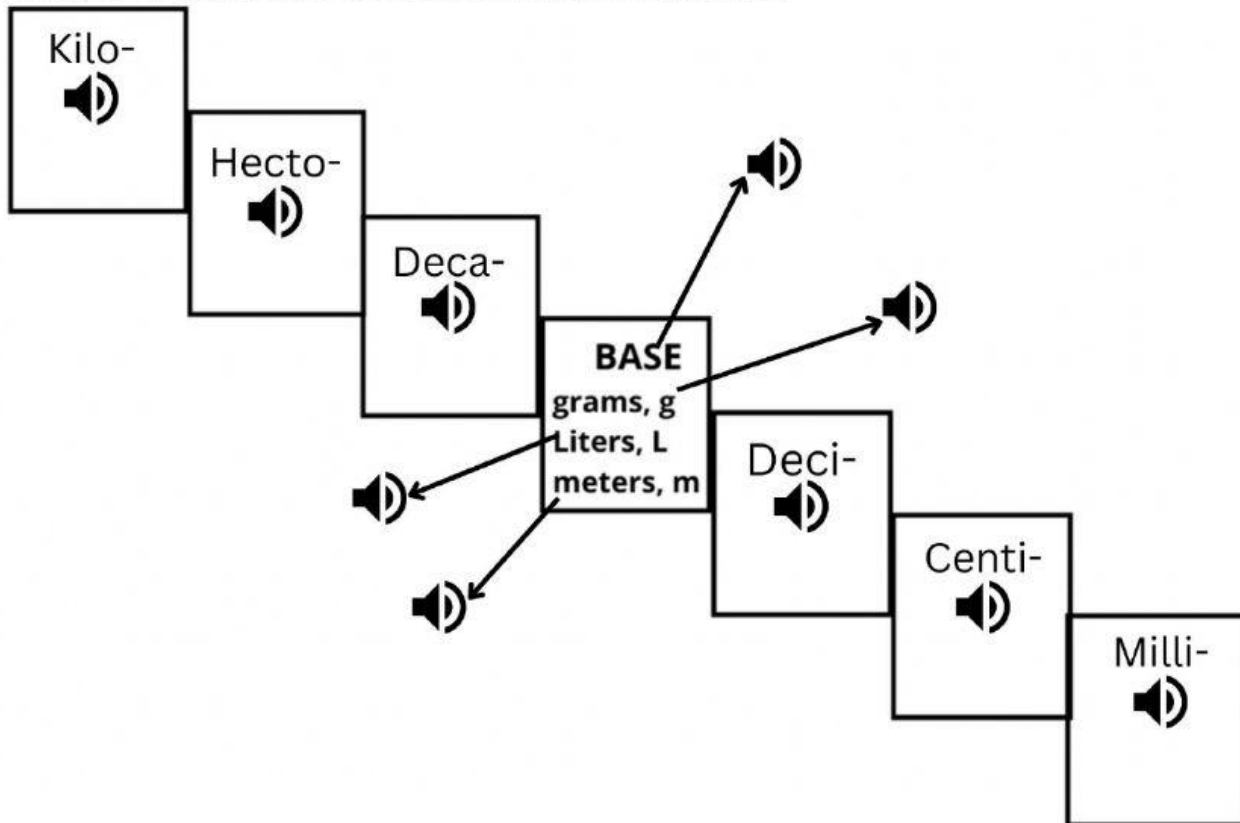 Kilo-
Hecto-
Deca-
BASE
grams, g
Liters, L
meters, m
Deci-
Centi-
Milli-